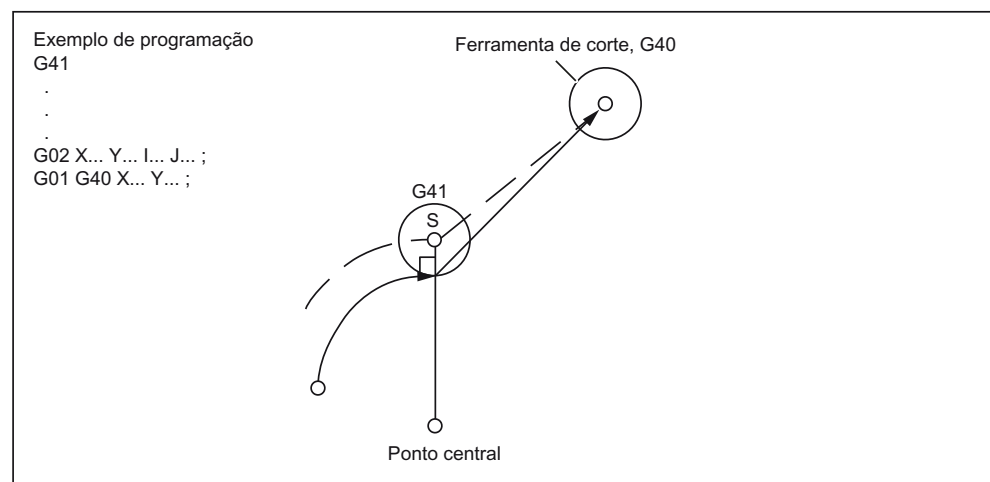 Exemplo de programação
G41
.
.
.
G02 X... Y... I... J... ;
G01 G40 X... Y... ;
Ferramenta de corte, G40
G41
S
Ponto central